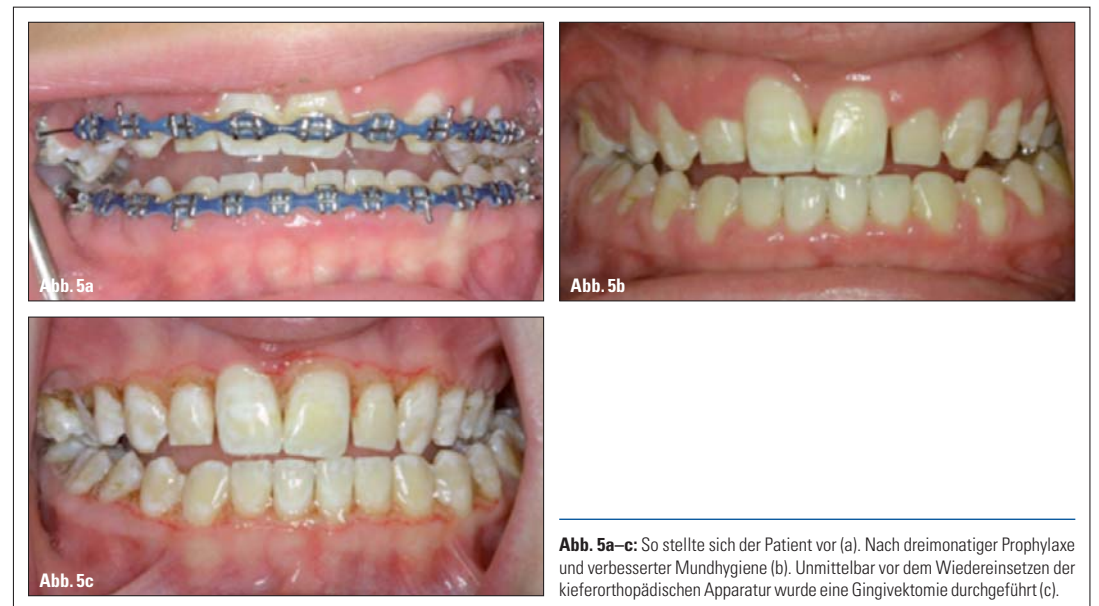 Abb. 5a
Abb. 5b
Abb. 5c
Abb. 5a–c: So stellte sich der Patient vor (a). Nach dreimonatiger Prophylaxe
und verbesserter Mundhygiene (b). Unmittelbar vor dem Wiedereinsetzen der
kieferorthopädischen Apparatur wurde eine Gingivektomie durchgeführt (c).